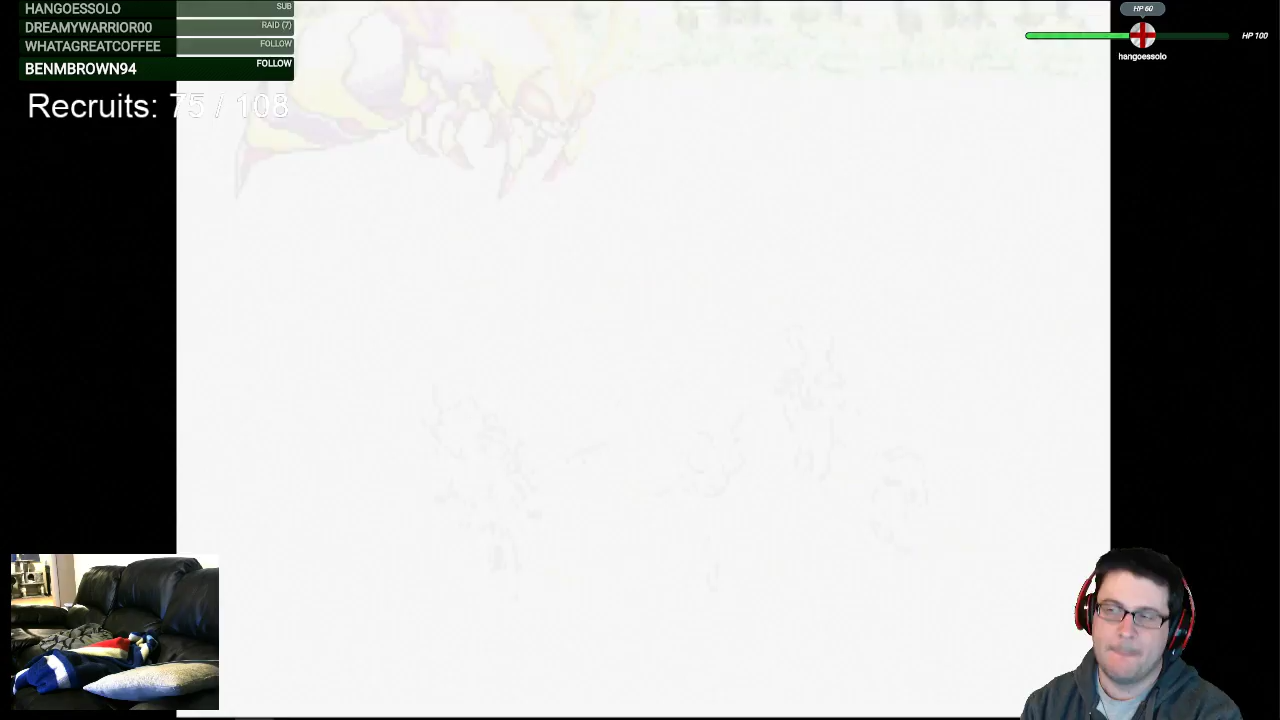 HANGOESSOLO SUB
DREAMYWARRIOR00 RAID (7)
WHATAGREATCOFFEE FOLLOW
BENMBROWN94 FOLLOW
Recruits: 75 / 108
HP 60
HP 100
hangoessolo